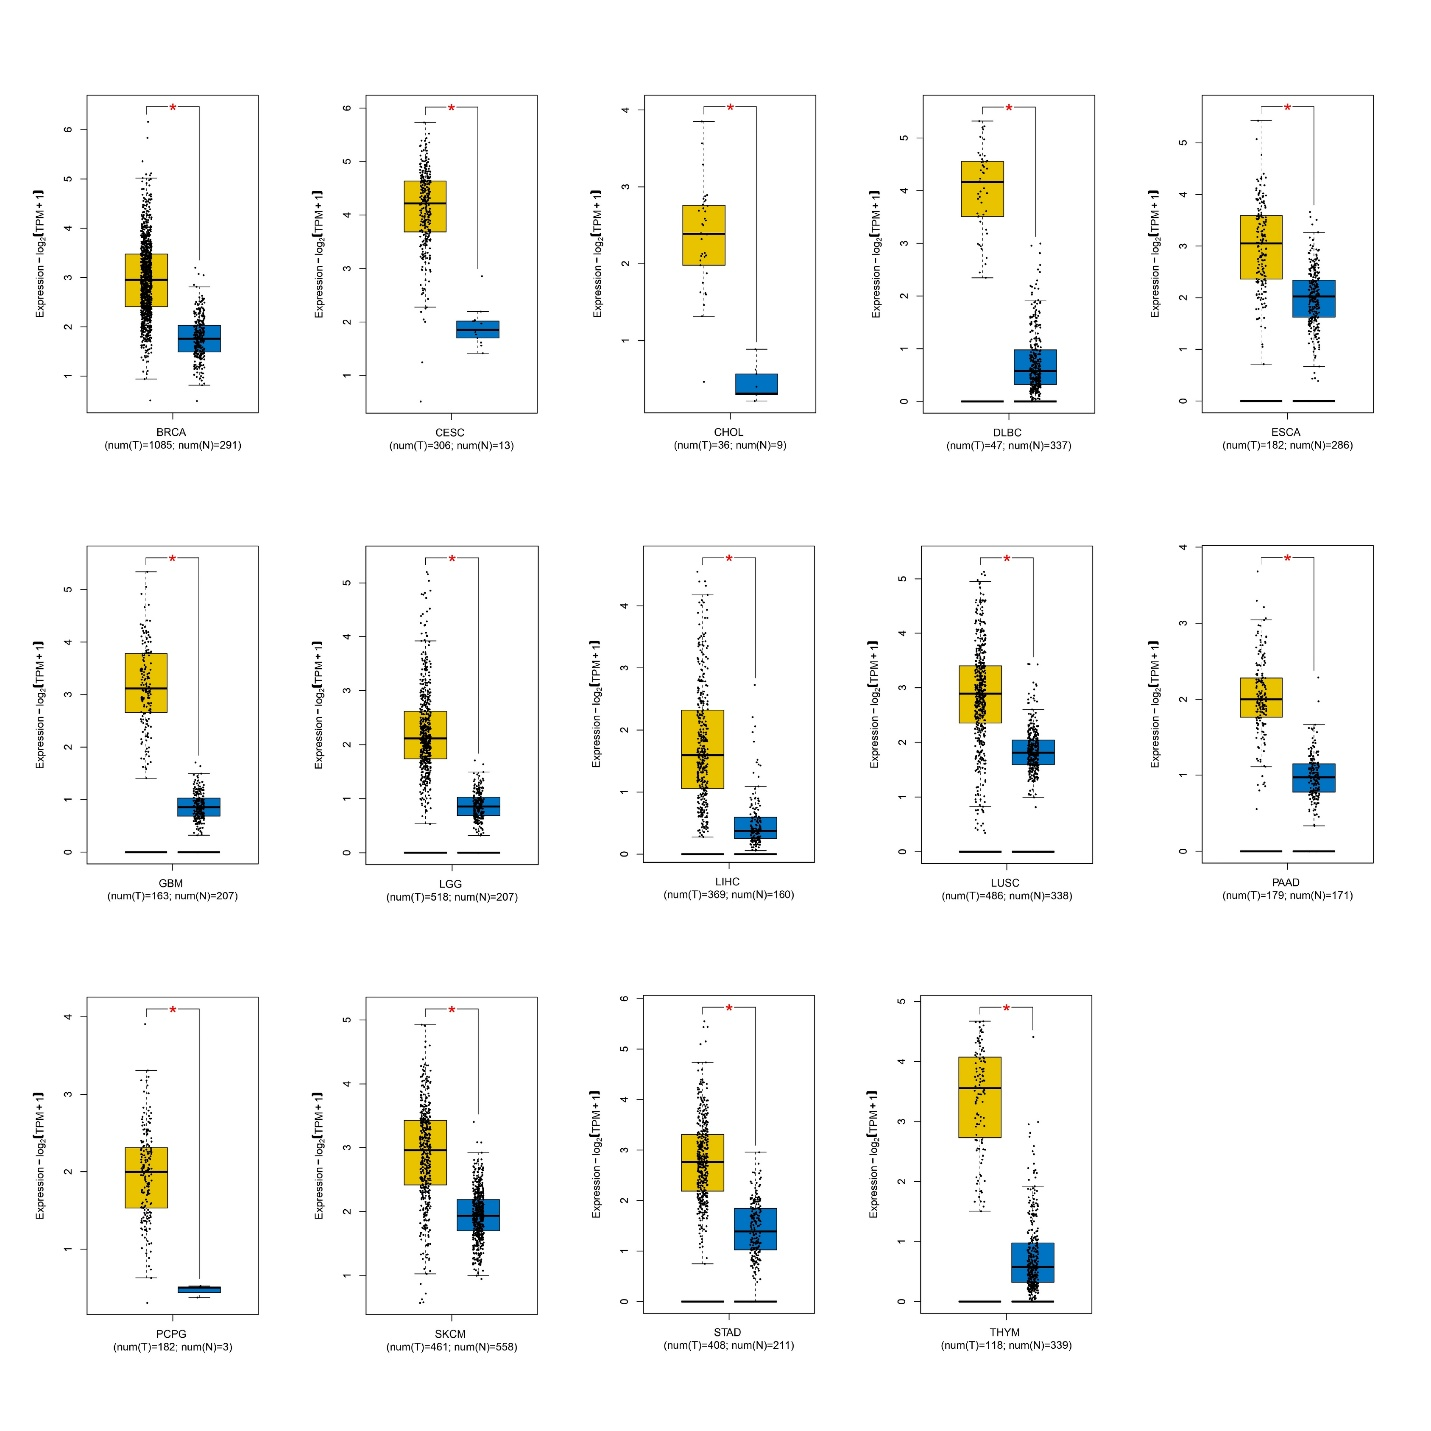 *
*
*
*
*
Expression − log2(TPM + 1)
6
5
4
3
2
1
Expression − log2(TPM + 1)
6
5
4
3
2
1
Expression − log2(TPM + 1)
4
3
2
1
Expression − log2(TPM + 1)
5
4
3
2
1
0
Expression − log2(TPM + 1)
5
4
3
2
1
0
BRCA
(num(T)=1085; num(N)=291)
CESC
(num(T)=306; num(N)=13)
CHOL
(num(T)=36; num(N)=9)
DLBC
(num(T)=47; num(N)=337)
ESCA
(num(T)=182; num(N)=286)
*
*
*
*
*
Expression − log2(TPM + 1)
5
4
3
2
1
0
Expression − log2(TPM + 1)
5
4
3
2
1
0
Expression − log2(TPM + 1)
4
3
2
1
0
Expression − log2(TPM + 1)
5
4
3
2
1
0
Expression − log2(TPM + 1)
4
3
2
1
0
GBM
(num(T)=163; num(N)=207)
LGG
(num(T)=518; num(N)=207)
LIHC
(num(T)=369; num(N)=160)
LUSC
(num(T)=486; num(N)=338)
PAAD
(num(T)=179; num(N)=171)
*
*
*
*
Expression − log2(TPM + 1)
4
3
2
1
Expression − log2(TPM + 1)
5
4
3
2
1
Expression − log2(TPM + 1)
6
5
4
3
2
1
0
Expression − log2(TPM + 1)
5
4
3
2
1
0
PCPG
(num(T)=182; num(N)=3)
SKCM
(num(T)=461; num(N)=558)
STAD
(num(T)=408; num(N)=211)
THYM
(num(T)=118; num(N)=339)